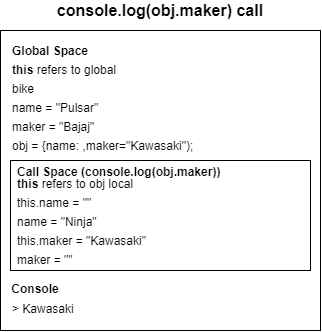 console.log(obj.maker) call
Global Space
this refers to global
bike
name = "Pulsar"
maker = "Bajaj"
obj = {name: ,maker="Kawasaki");
Call Space (console.log(obj.maker))
this refers to obj local
this.name = ""
name = "Ninja"
this.maker = "Kawasaki"
maker = ""
Console
> Kawasaki